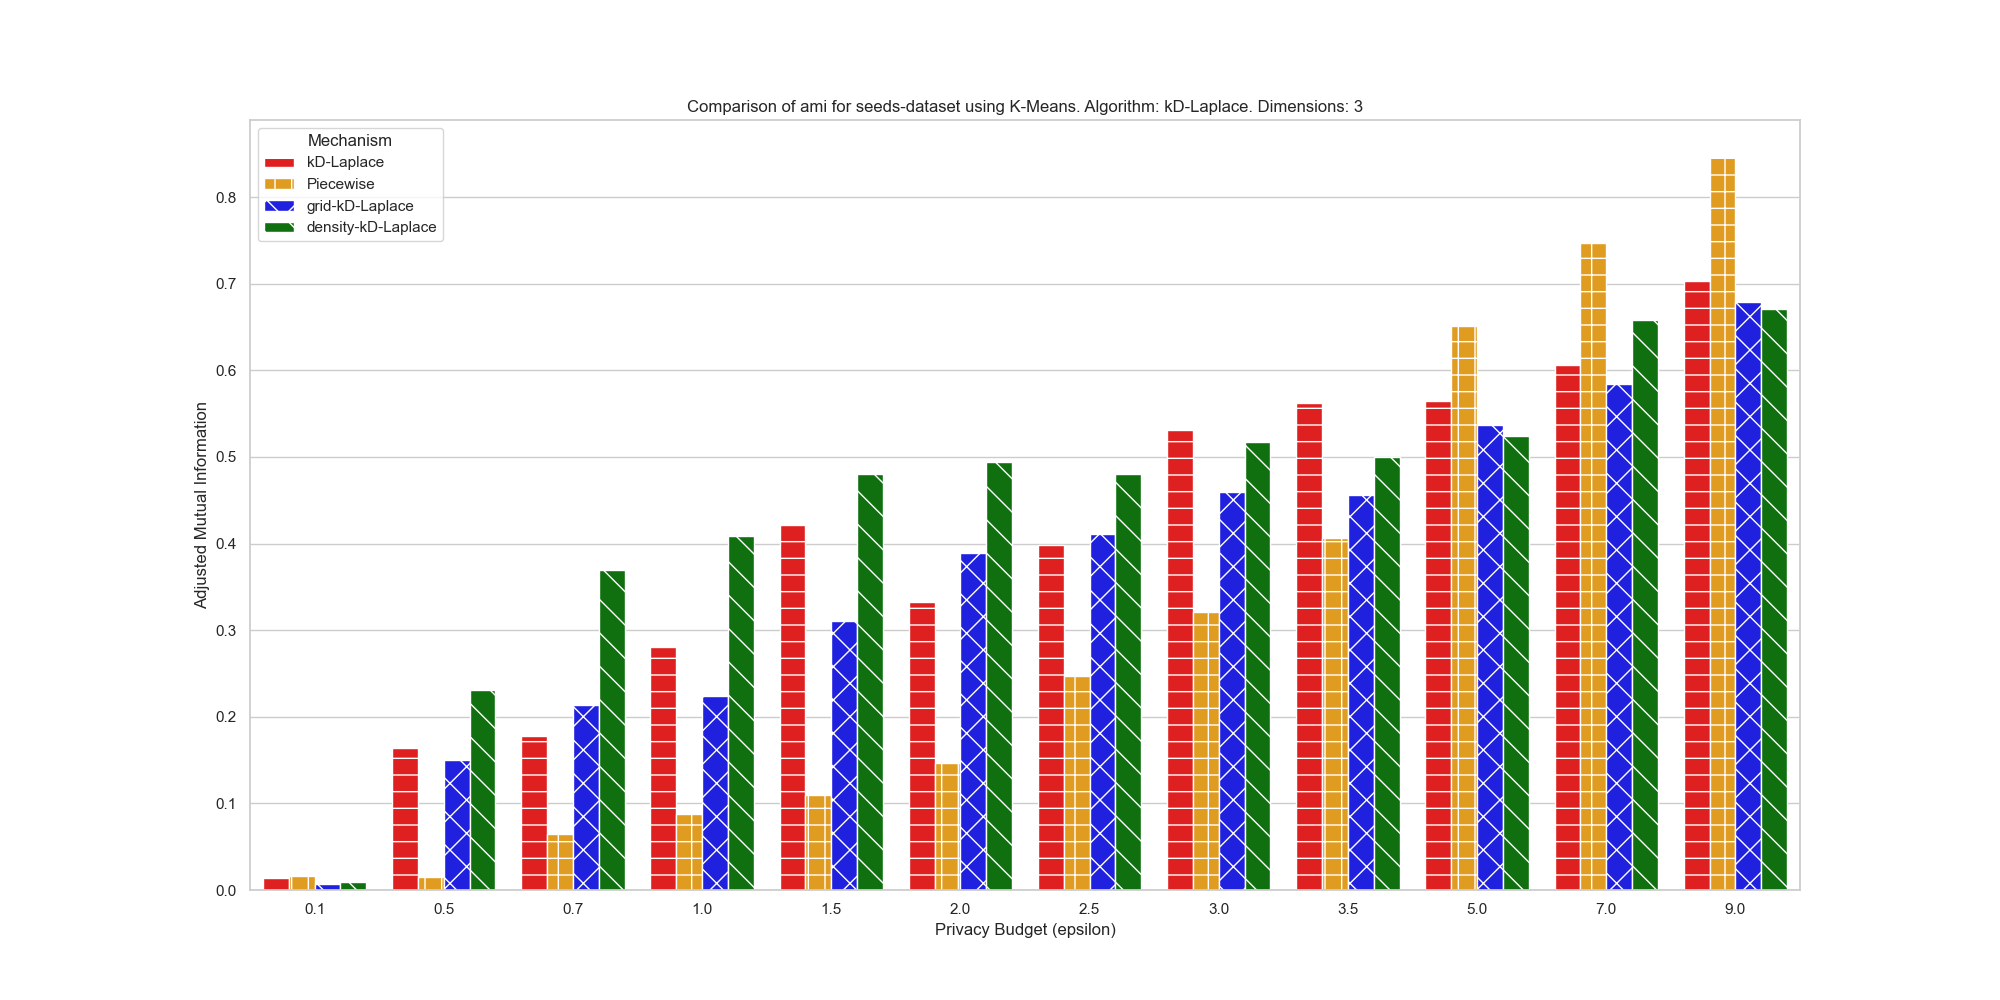 Comparison of ami for seeds-dataset using K-Means. Algorithm: kD-Laplace. Dimensions: 3
Mechanism
kD-Laplace
Piecewise
grid-kD-Laplace
density-kD-Laplace
Adjusted Mutual Information
0.8
0.7
0.6
0.5
0.4
0.3
0.2
0.1
0.0
0.1 0.5 0.7 1.0 1.5 2.0 2.5 3.0 3.5 5.0 7.0 9.0
Privacy Budget (epsilon)